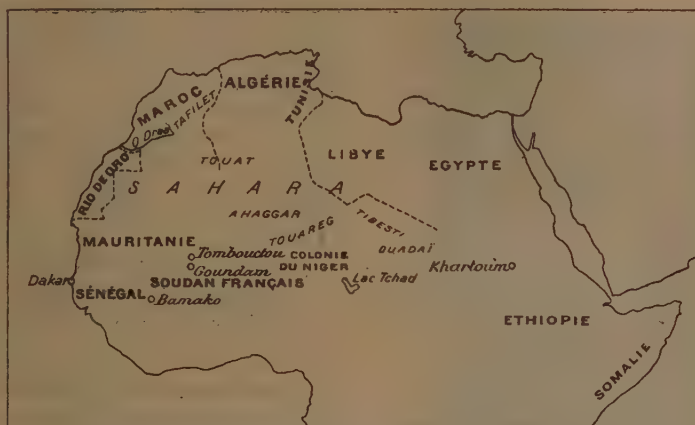 ALGÉRIE
TUNISIE
MAROC
TAFILET
O. Draa
LIBYE
EGYPTE
TOUAT
RIO DE ORO
SAHARA
AHAGGAR
TIBESTI
TOUAREG
MAURITANIE
OUADAÏ
Tombouctou
COLONIE
DU NIGER
Goundam
Khartoum
Dakar
SOUDAN FRANÇAIS
Lac Tchad
SÉNÉGAL
Bamako
ETHIOPIE
SOMALIE